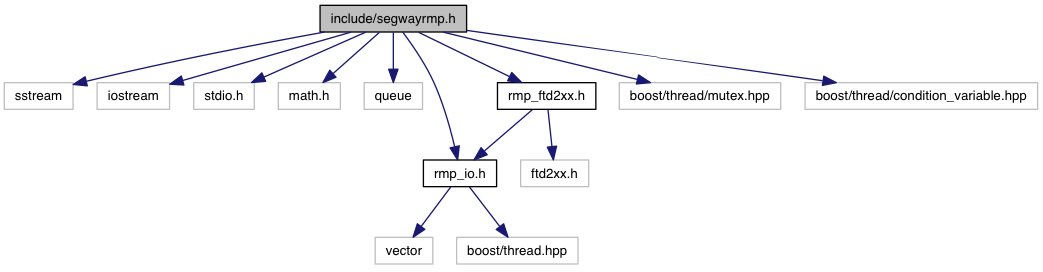 include/segwayrmp.h
sstream
iostream
stdio.h
math.h
queue
rmp_ftd2xx.h
boost/thread/mutex.hpp
boost/thread/condition_variable.hpp
rmp_io.h
ftd2xx.h
vector
boost/thread.hpp